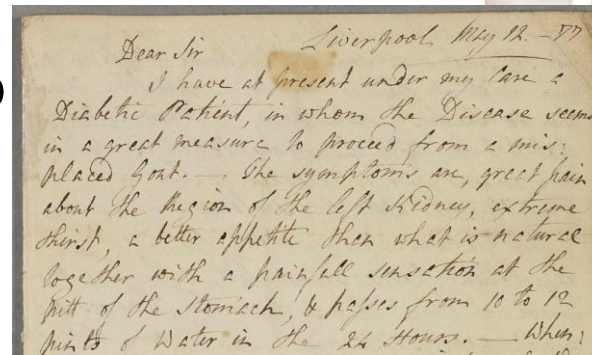 Liverpool May 12. - 87
Dear Sir
I have at present under my Care a
Diabetic Patient, in whom the Disease seems
in a great measure to proceed from a mis:
placed Gout. - The symptoms are, great pain
about the Region of the left Kidney, extreme
thirst, a better appetite than what is natural
together with a painfull sensation at the
pitt of the Stomach, & passes from 10 to 12
pints of Water in the 24 Hours. - When: